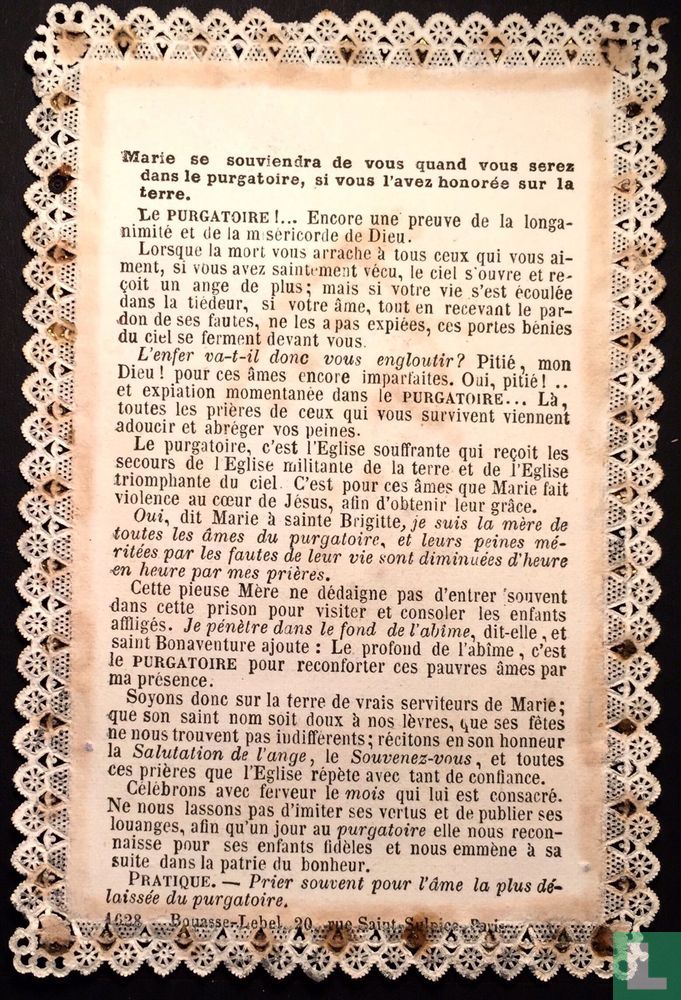 Marie se souviendra de vous quand vous serez
dans le purgatoire, si vous l'avez honorée sur la
terre.
Le PURGATOIRE !... Encore une preuve de la longa-
nimité et de la miséricorde de Dieu.
Lorsque la mort vous arrache à tous ceux qui vous ai-
ment, si vous avez saintement vécu, le ciel s'ouvre et re-
çoit un ange de plus; mais si votre vie s'est écoulée
dans la tiédeur, si votre âme, tout en recevant le par-
don de ses fautes, ne les a pas expiées, ces portes bénies
du ciel se ferment devant vous.
L'enfer va-t-il donc vous engloutir? Pitié, mon
Dieu! pour ces âmes encore imparfaites. Oui, pitié! ..
et expiation momentanée dans le PURGATOIRE... Là,
toutes les prières de ceux qui vous survivent viennent
adoucir et abréger vos peines.
Le purgatoire, c'est l'Eglise souffrante qui reçoit les
secours de l'Eglise militante de la terre et de l'Eglise
triomphante du ciel. C'est pour ces âmes que Marie fait
violence au cœur de Jésus, afin d'obtenir leur grâce.
Oui, dit Marie à sainte Brigitte, je suis la mère de
toutes les âmes du purgatoire, et leurs peines mé-
ritées par les fautes de leur vie sont diminuées d'heure
en heure par mes prières.
Cette pieuse Mère ne dédaigne pas d'entrer souvent
dans cette prison pour visiter et consoler les enfants
affligés. Je pénètre dans le fond de l'abîme, dit-elle, et
saint Bonaventure ajoute : Le profond de l'abîme, c'est
le PURGATOIRE pour reconforter ces pauvres âmes par
ma présence.
Soyons donc sur la terre de vrais serviteurs de Marie;
que son saint nom soit doux à nos lèvres, que ses fêtes
ne nous trouvent pas indifférents; récitons en son honneur
la Salutation de l'ange, le Souvenez-vous, et toutes
ces prières que l'Eglise répète avec tant de confiance.
Célébrons avec ferveur le mois qui lui est consacré.
Ne nous lassons pas d'imiter ses vertus et de publier ses
louanges, afin qu'un jour au purgatoire elle nous recon-
naisse pour ses enfants fidèles et nous emmène à sa
suite dans la patrie du bonheur.
PRATIQUE. — Prier souvent pour l'âme la plus dé-
laissée du purgatoire.
1628 Bouasse-Lebel, 29, rue Saint-Sulpice, Paris
L